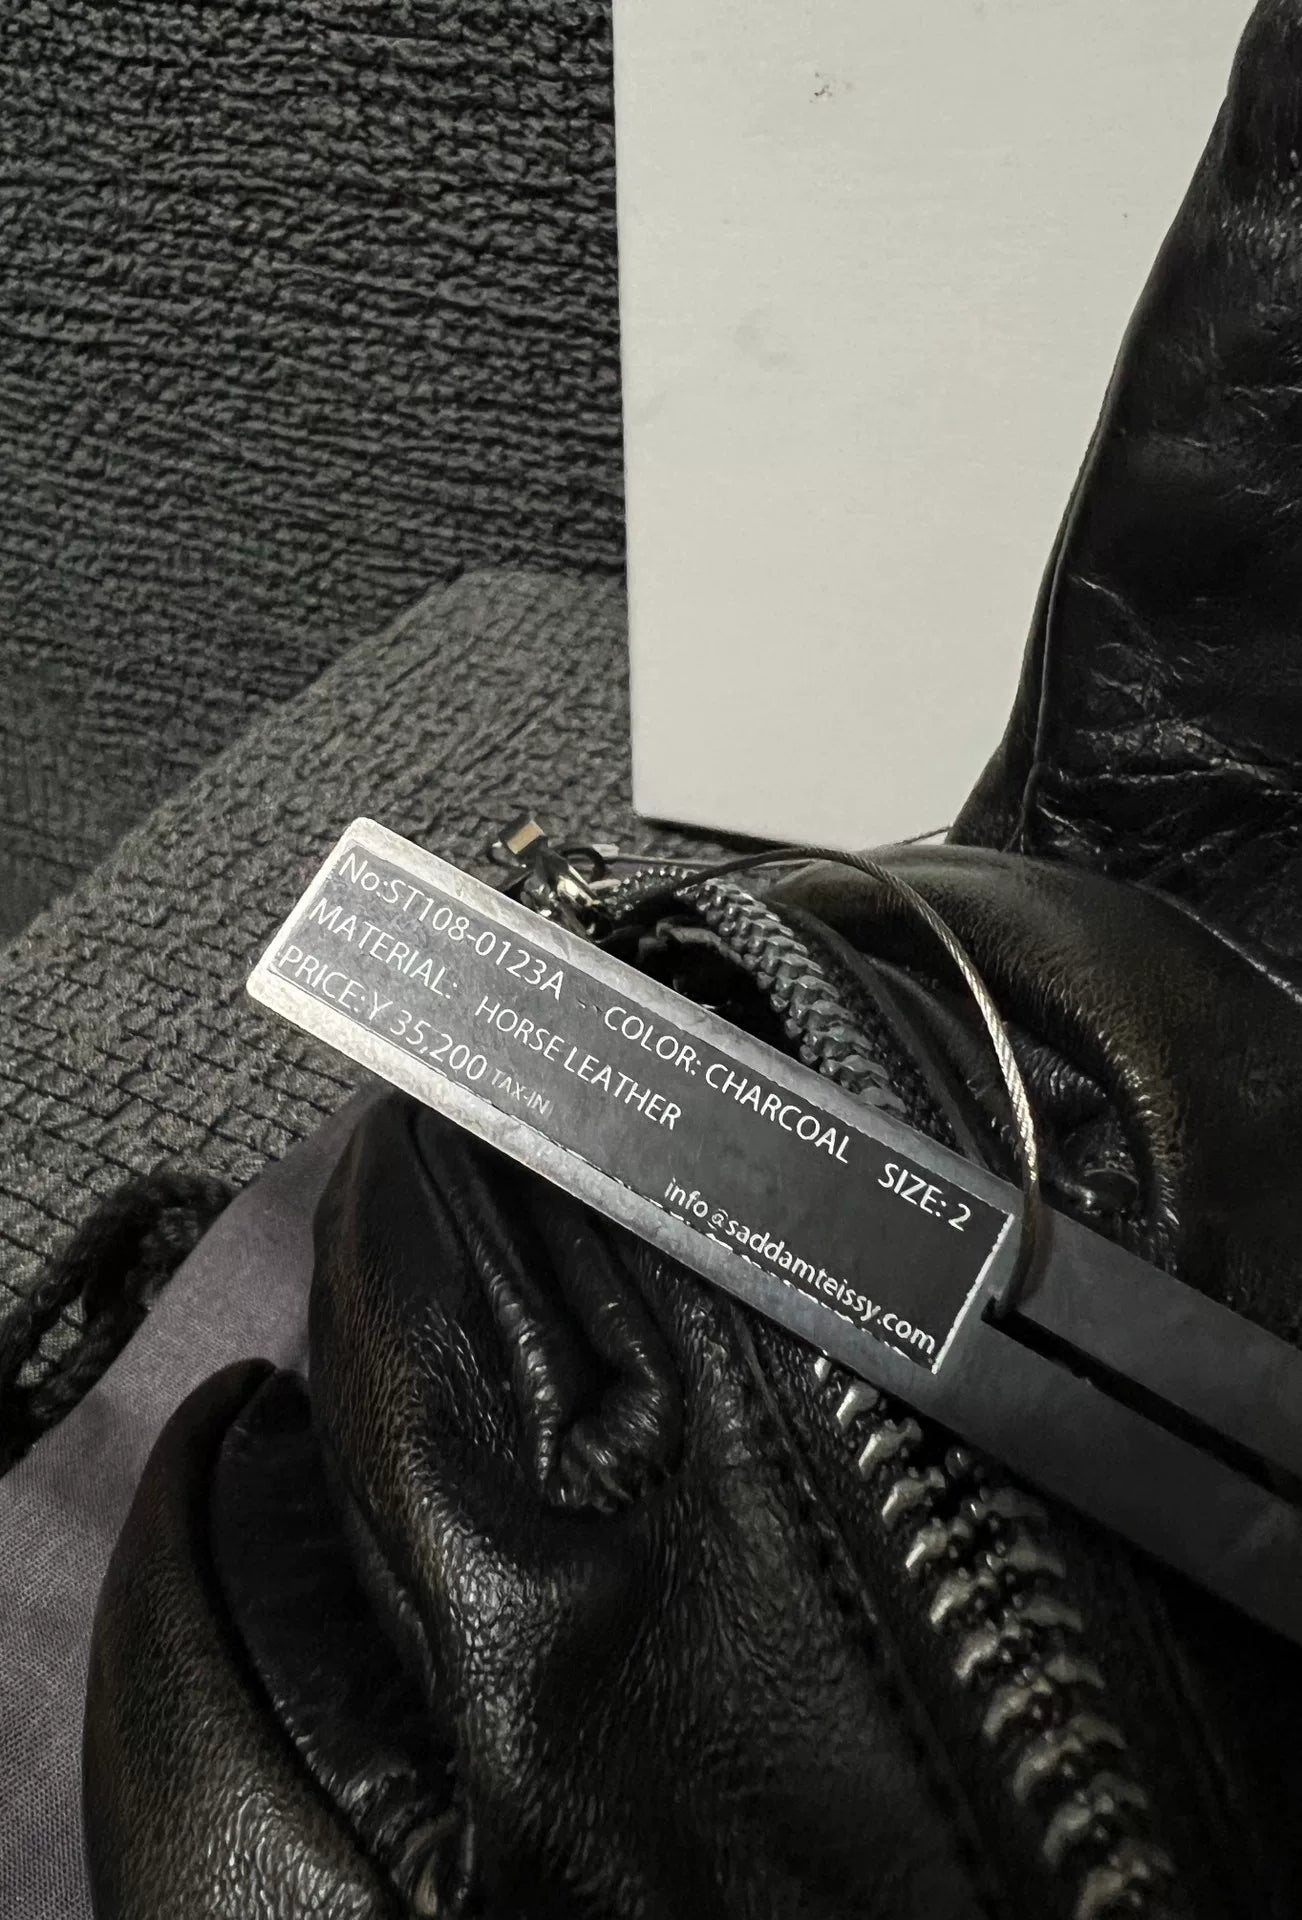 No:ST108-0123A - COLOR: CHARCOAL SIZE: 2
MATERIAL: HORSE LEATHER
PRICE:Y 35,200 TAX-IN
info@saddamteissy.com